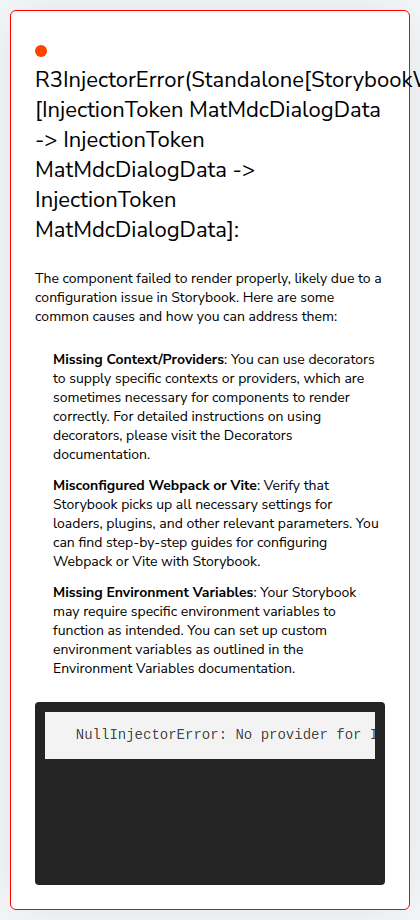 R3InjectorError(Standalone[Storybook
[InjectionToken MatMdcDialogData
-> InjectionToken
MatMdcDialogData ->
InjectionToken
MatMdcDialogData]:
The component failed to render properly, likely due to a
configuration issue in Storybook. Here are some
common causes and how you can address them:
Missing Context/Providers: You can use decorators
to supply specific contexts or providers, which are
sometimes necessary for components to render
correctly. For detailed instructions on using
decorators, please visit the Decorators
documentation.
Misconfigured Webpack or Vite: Verify that
Storybook picks up all necessary settings for
loaders, plugins, and other relevant parameters. You
can find step-by-step guides for configuring
Webpack or Vite with Storybook.
Missing Environment Variables: Your Storybook
may require specific environment variables to
function as intended. You can set up custom
environment variables as outlined in the
Environment Variables documentation.
NullInjectorError: No provider for